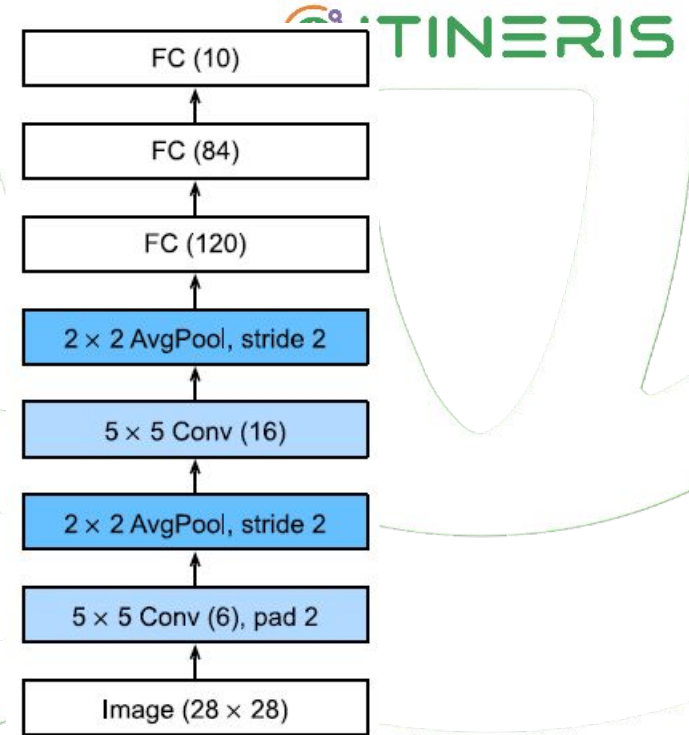 ITINERIS
FC (10)
FC (84)
FC (120)
2 × 2 AvgPool, stride 2
5 × 5 Conv (16)
2 × 2 AvgPool, stride 2
5 × 5 Conv (6), pad 2
Image (28 × 28)